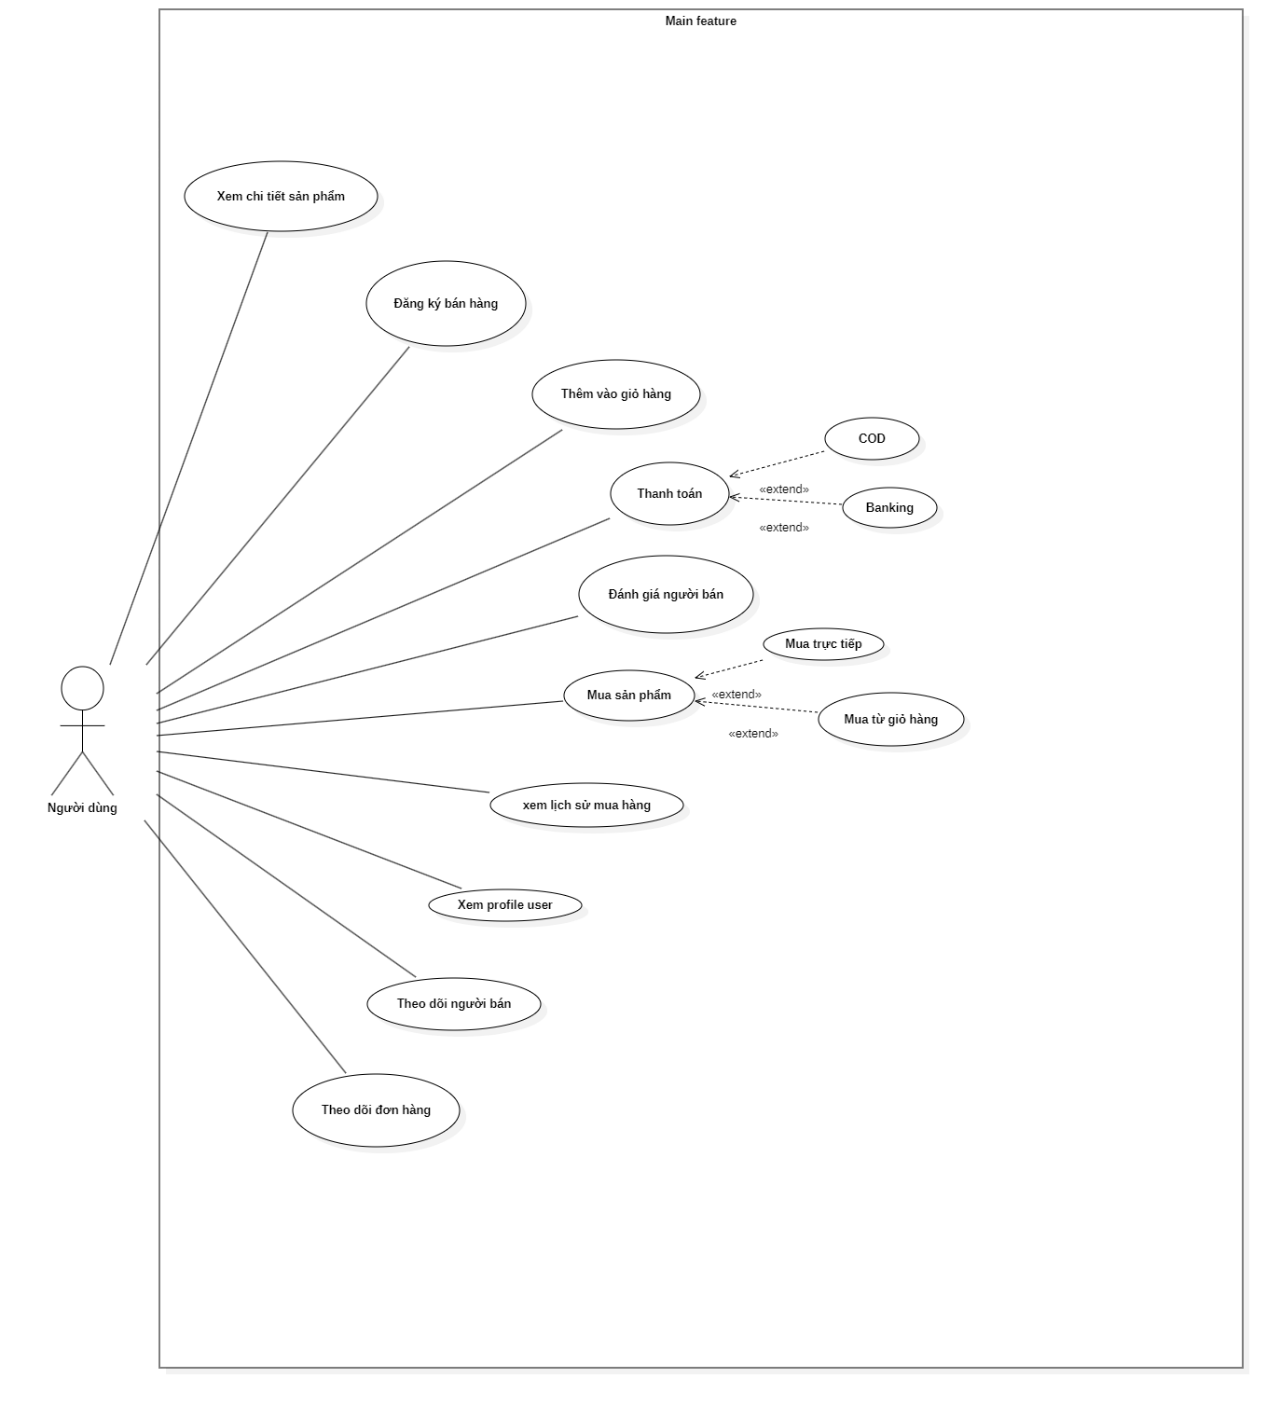 Main feature
Xem chi tiết sản phẩm
Đăng ký bán hàng
Thêm vào giỏ hàng
COD
Thanh toán
«extend»
Banking
«extend»
Đánh giá người bán
Mua trực tiếp
Mua sản phẩm
«extend»
Mua từ giỏ hàng
«extend»
Người dùng
xem lịch sử mua hàng
Xem profile user
Theo dõi người bán
Theo dõi đơn hàng